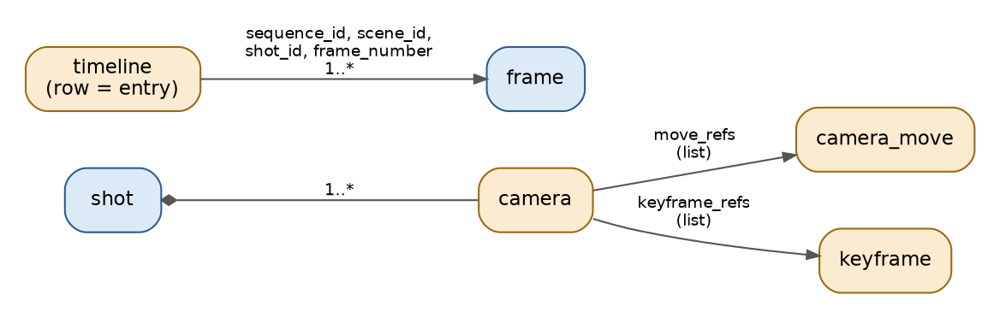 sequence_id, scene_id,
shot_id, frame_number
1..*
timeline
(row = entry)
frame
move_refs
(list)
camera_move
shot
1..*
camera
keyframe_refs
(list)
keyframe